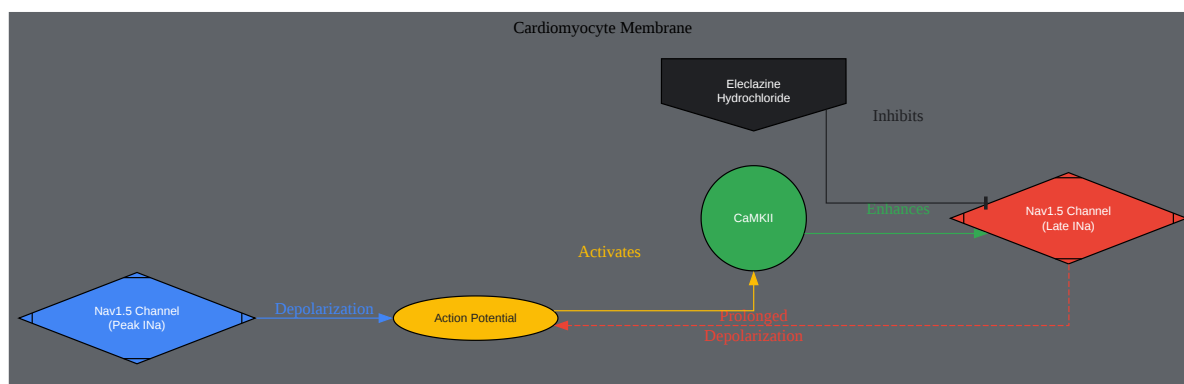 Cardiomyocyte Membrane
Eleclazine
Hydrochloride
Inhibits
CaMKII
Enhances
Nav1.5 Channel
(Late INa)
Activates
Nav1.5 Channel
(Peak INa)
Depolarization
Action Potential
Prolonged
Depolarization